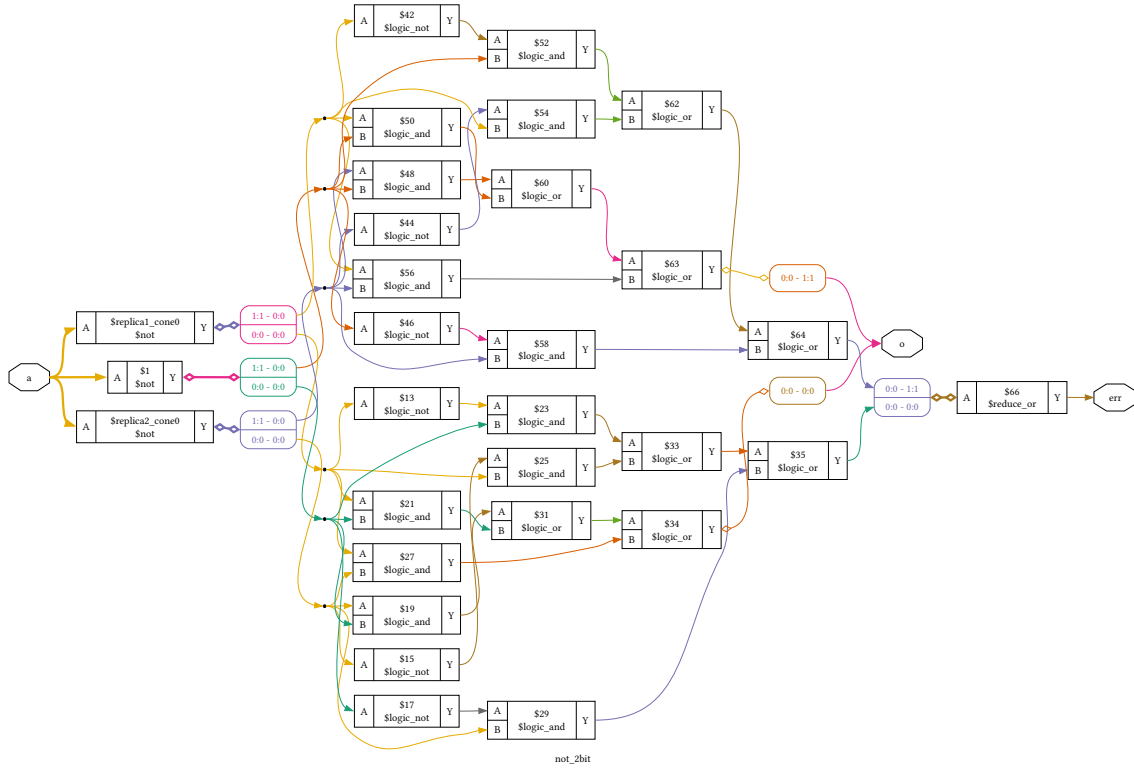 A $42 $logic_not Y
A B $52 $logic_and Y
A B $62 $logic_or Y
A B $54 $logic_and Y
A B $50 $logic_and Y
A B $48 $logic_and Y
A B $60 $logic_or Y
A $44 $logic_not Y
A B $56 $logic_and Y
A B $63 $logic_or Y
0:0 - 1:1
A $replica1_cone0 $not Y
1:1 - 0:0
0:0 - 0:0
A $46 $logic_not Y
A B $58 $logic_and Y
A B $64 $logic_or Y
o
a
A $1 $not Y
1:1 - 0:0
0:0 - 0:0
0:0 - 0:0
0:0 - 1:1
0:0 - 0:0
A $66 $reduce_or Y
err
A $replica2_cone0 $not Y
1:1 - 0:0
0:0 - 0:0
A $13 $logic_not Y
A B $23 $logic_and Y
A B $33 $logic_or Y
A B $35 $logic_or Y
A B $25 $logic_and Y
A B $21 $logic_and Y
A B $31 $logic_or Y
A B $34 $logic_or Y
A B $27 $logic_and Y
A B $19 $logic_and Y
A $15 $logic_not Y
A $17 $logic_not Y
A B $29 $logic_and Y
not_2bit